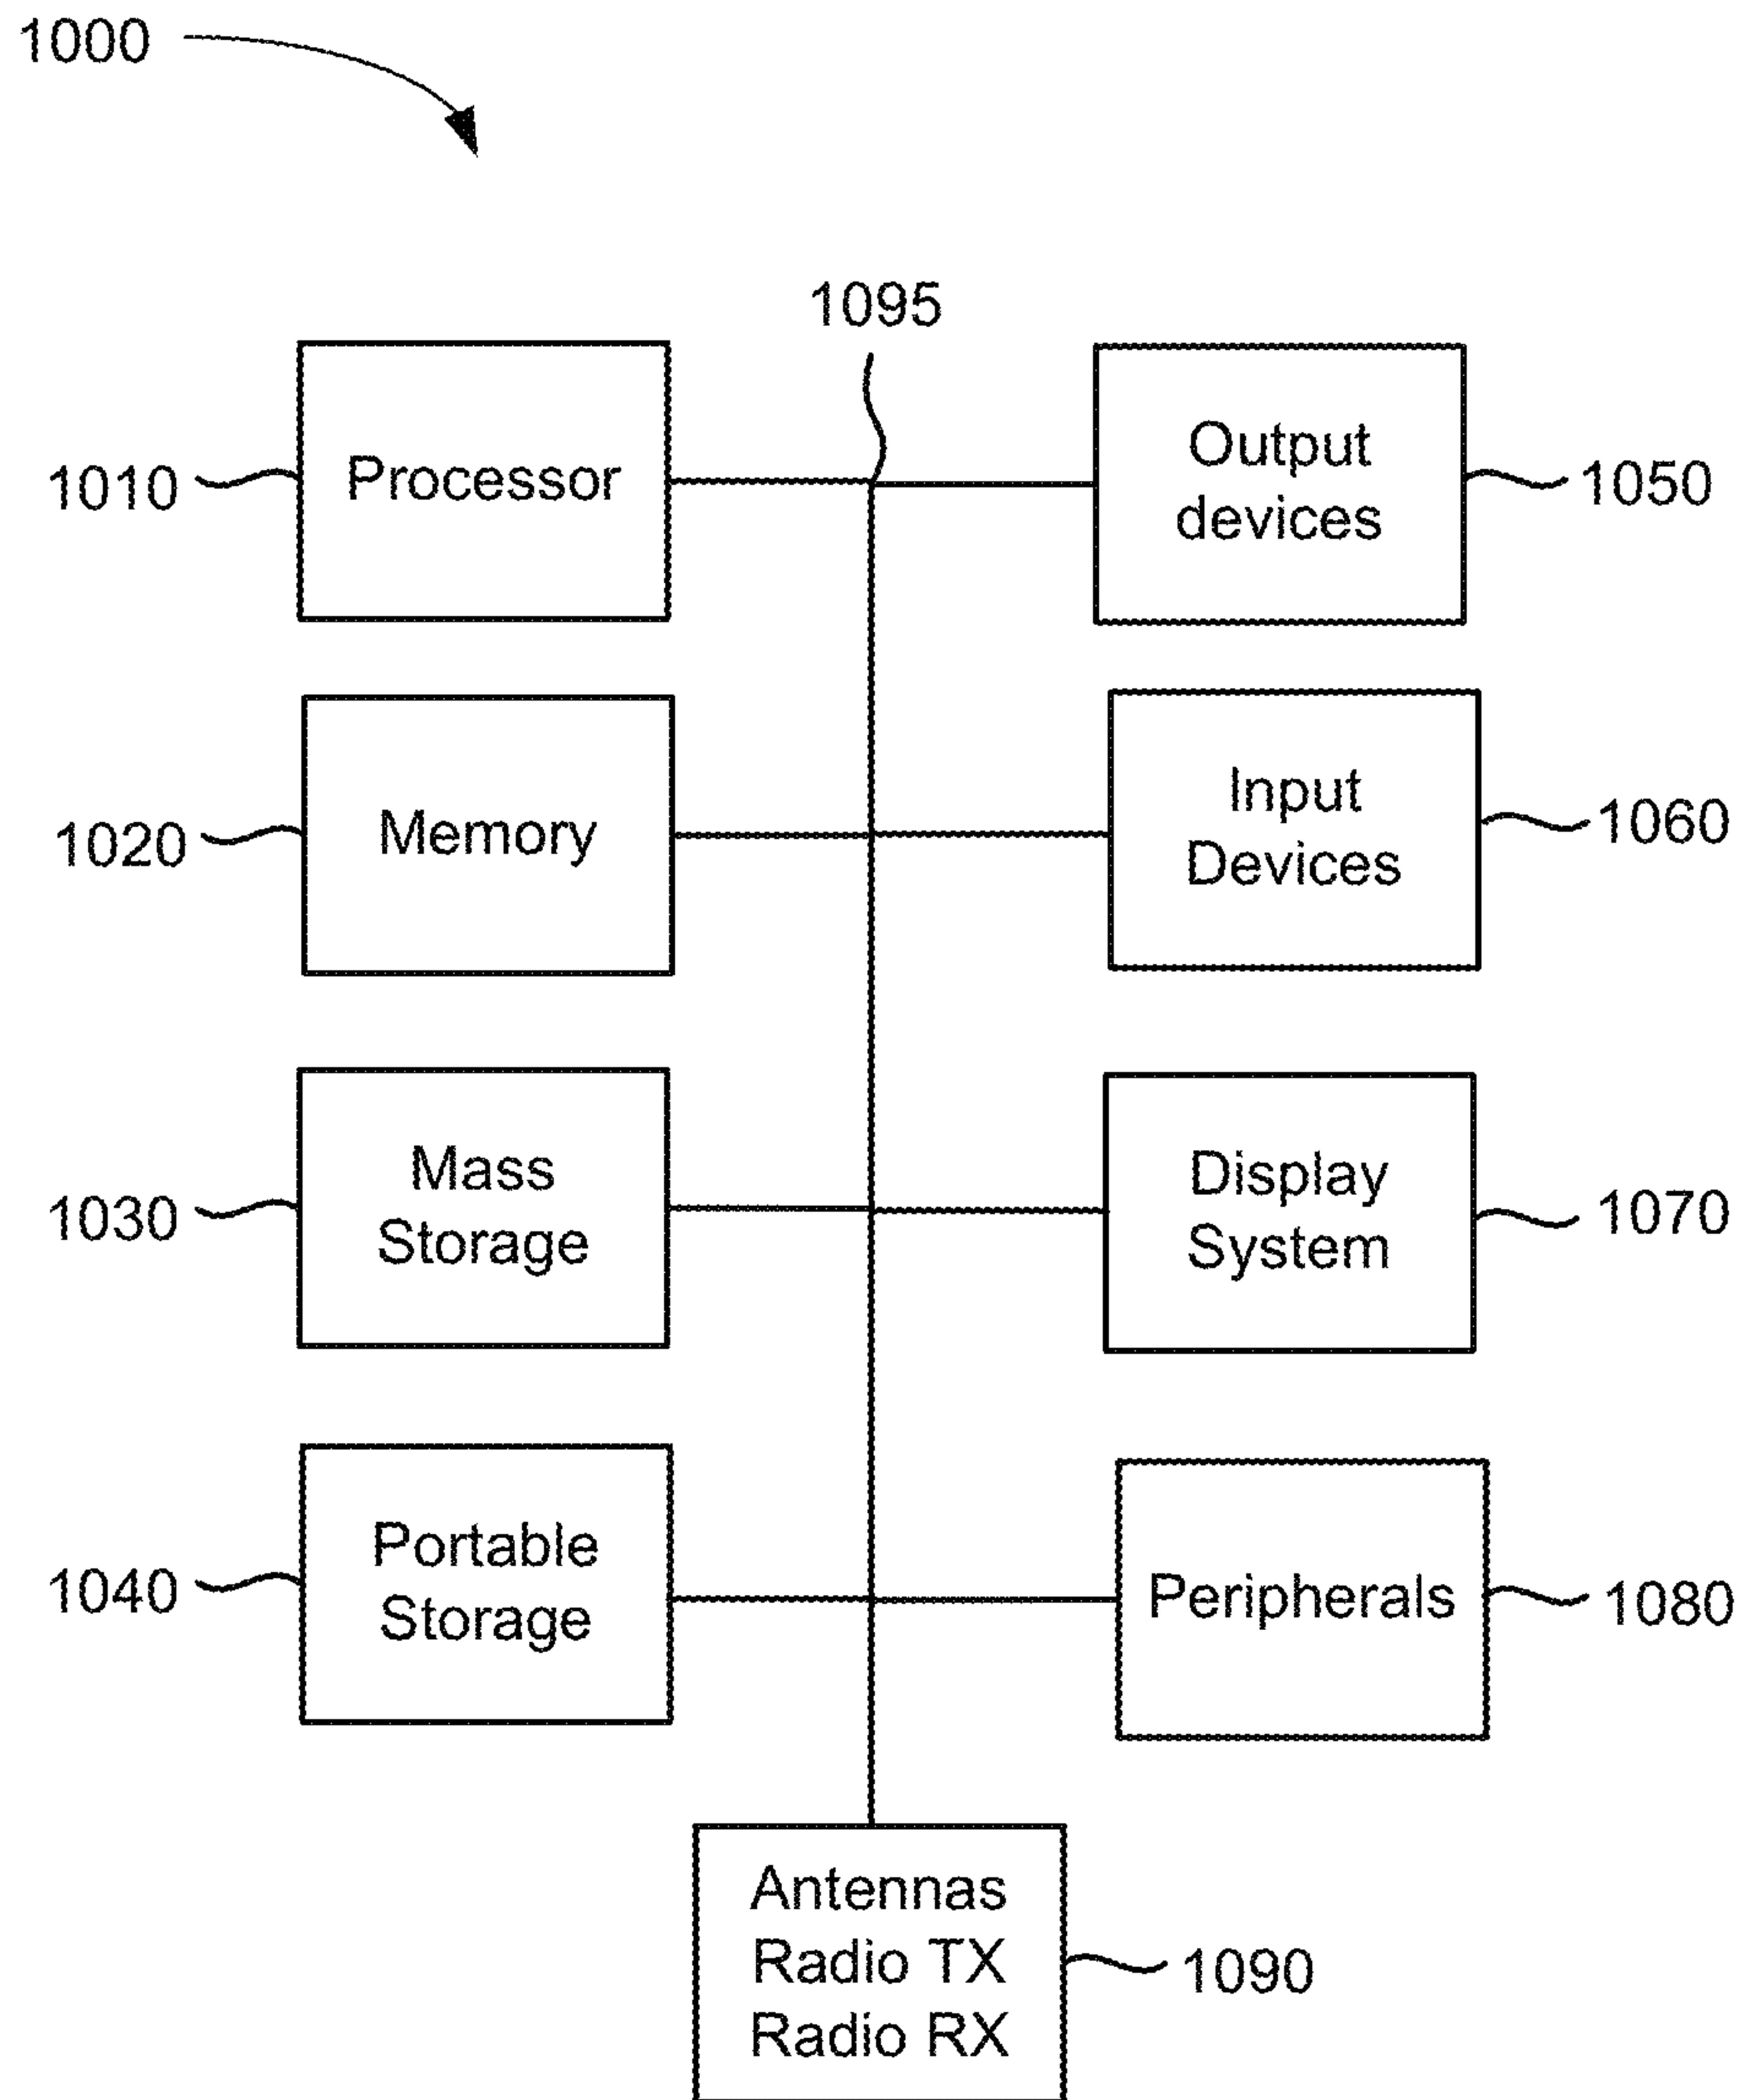 1000
1095
1010
Processor
Output
devices
1050
1020
Memory
Input
Devices
1060
1030
Mass
Storage
Display
System
1070
1040
Portable
Storage
Peripherals
1080
Antennas
Radio TX
Radio RX
1090